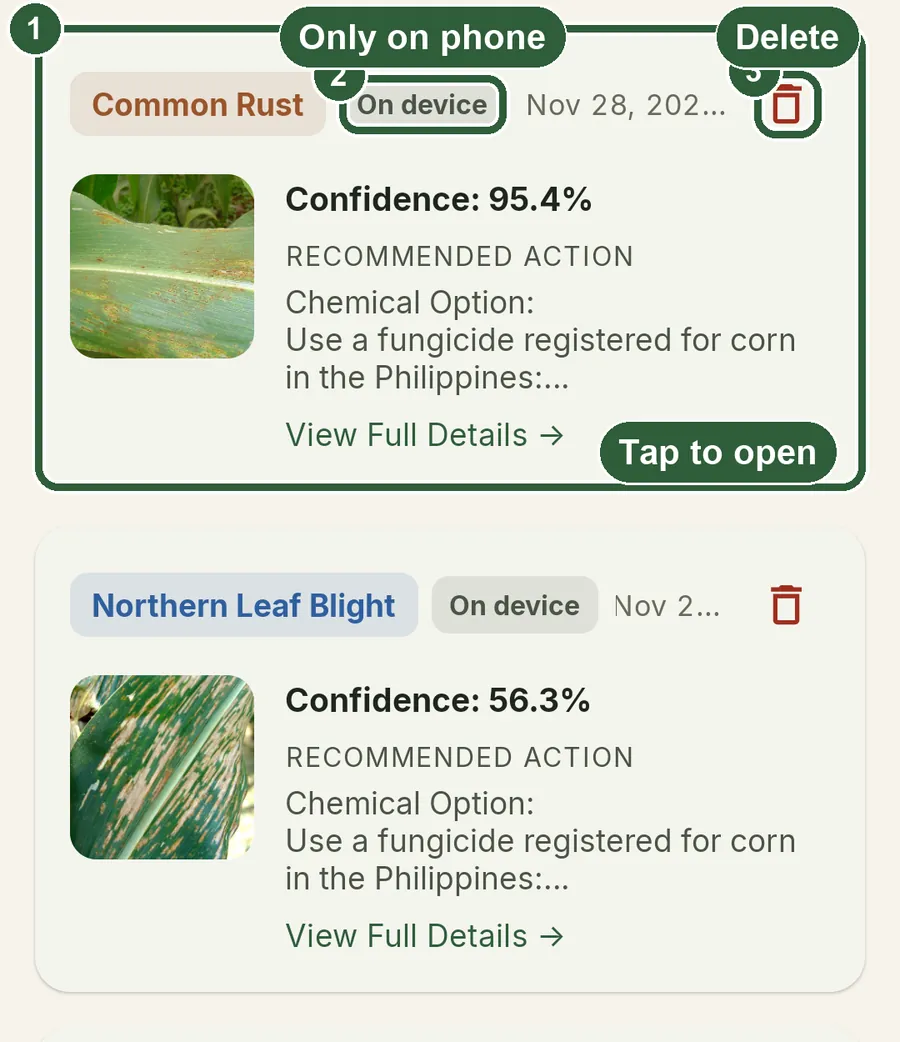 1
Only on phone
Delete
2
3
Common Rust
On device
Nov 28, 202...
Confidence: 95.4%
RECOMMENDED ACTION
Chemical Option:
Use a fungicide registered for corn
in the Philippines:...
View Full Details →
Tap to open
Northern Leaf Blight
On device
Nov 2...
Confidence: 56.3%
RECOMMENDED ACTION
Chemical Option:
Use a fungicide registered for corn
in the Philippines:...
View Full Details →